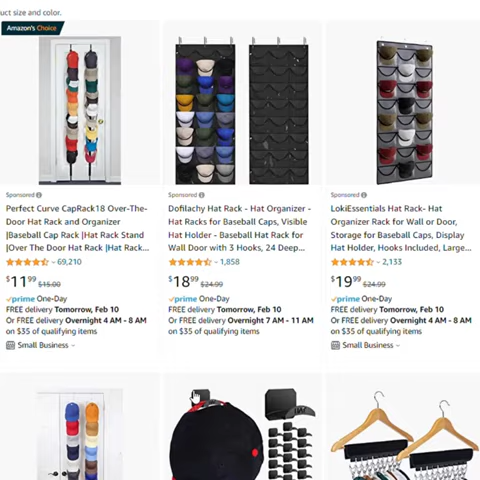 uct size and color.
Amazon's Choice
Sponsored
Perfect Curve CapRack18 Over-The-
Door Hat Rack and Organizer
|Baseball Cap Rack |Hat Rack Stand
|Over The Door Hat Rack |Hat Rack...
69,210
$11 99 $15.00
prime One-Day
FREE delivery Tomorrow, Feb 10
Or FREE delivery Overnight 4 AM - 8 AM
on $35 of qualifying items
Small Business
Sponsored
Dofilachy Hat Rack - Hat Organizer -
Hat Racks for Baseball Caps, Visible
Hat Holder - Baseball Hat Rack for
Wall Door with 3 Hooks, 24 Deep...
1,858
$18 99 $24.99
prime One-Day
FREE delivery Tomorrow, Feb 10
Or FREE delivery Overnight 7 AM - 11 AM
on $35 of qualifying items
Sponsored
LokiEssentials Hat Rack- Hat
Organizer Rack for Wall or Door,
Storage for Baseball Caps, Display
Hat Holder, Hooks Included, Large...
2,133
$19 99 $24.99
prime One-Day
FREE delivery Tomorrow, Feb 10
Or FREE delivery Overnight 4 AM - 8 AM
on $35 of qualifying items
Small Business